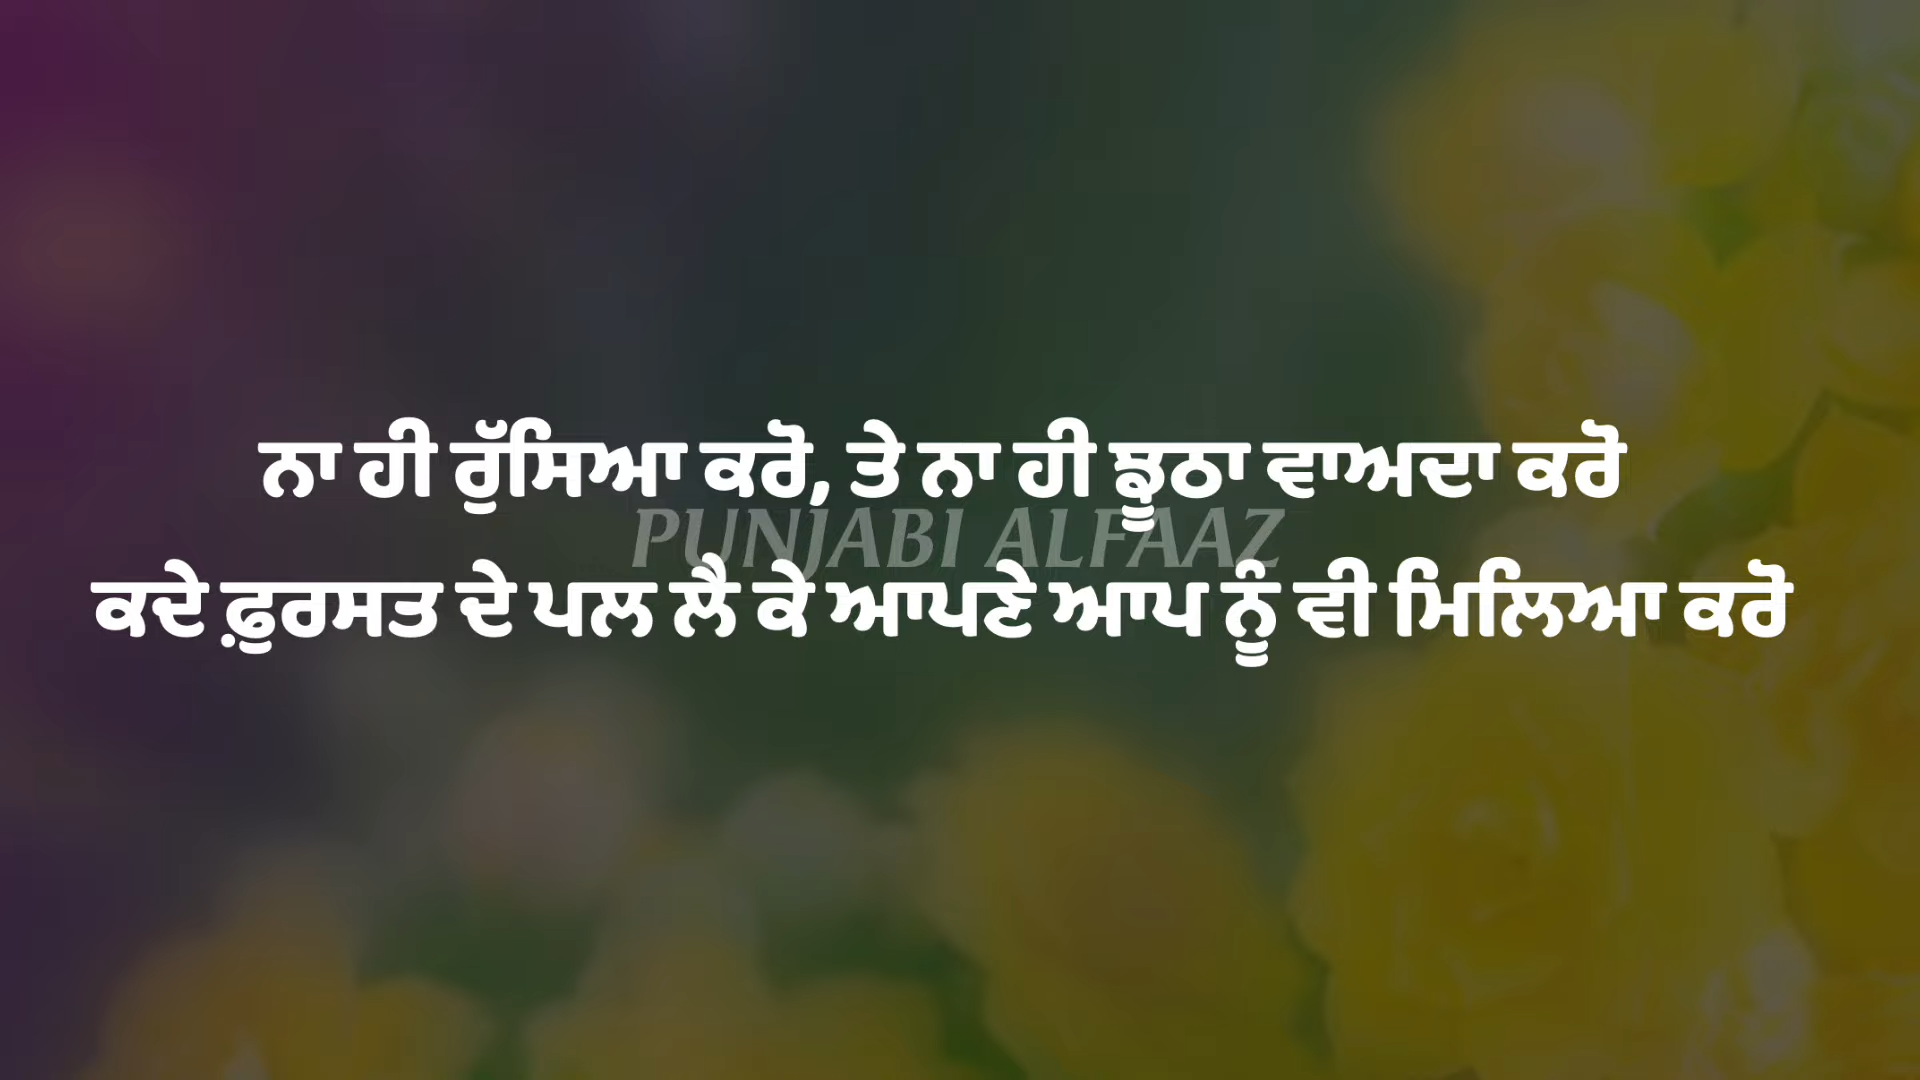 ਨਾ ਹੀ ਰੁੱਸਿਆ ਕਰੋ, ਤੇ ਨਾ ਹੀ ਝੂਠਾ ਵਾਅਦਾ ਕਰੋ
PUNJABI ALFAAZ
ਕਦੇ ਫ਼ੁਰਸਤ ਦੇ ਪਲ ਲੈ ਕੇ ਆਪਣੇ ਆਪ ਨੂੰ ਵੀ ਮਿਲਿਆ ਕਰੋ